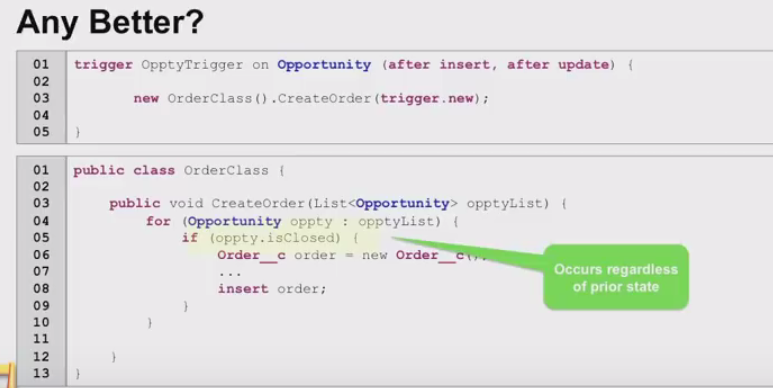 Any Better?
01 trigger OpptyTrigger on Opportunity (after insert, after update) {
02
03 new OrderClass().CreateOrder(trigger.new);
04
05 }
01 public class OrderClass {
02
03 public void CreateOrder(List<Opportunity> opptyList) {
04 for (Opportunity oppty : opptyList) {
05 if (oppty.isClosed) {
06 Order__c order = new Order__c();
07 ...
08 insert order;
09 }
10 }
11
12 }
13 }
Occurs regardless
of prior state